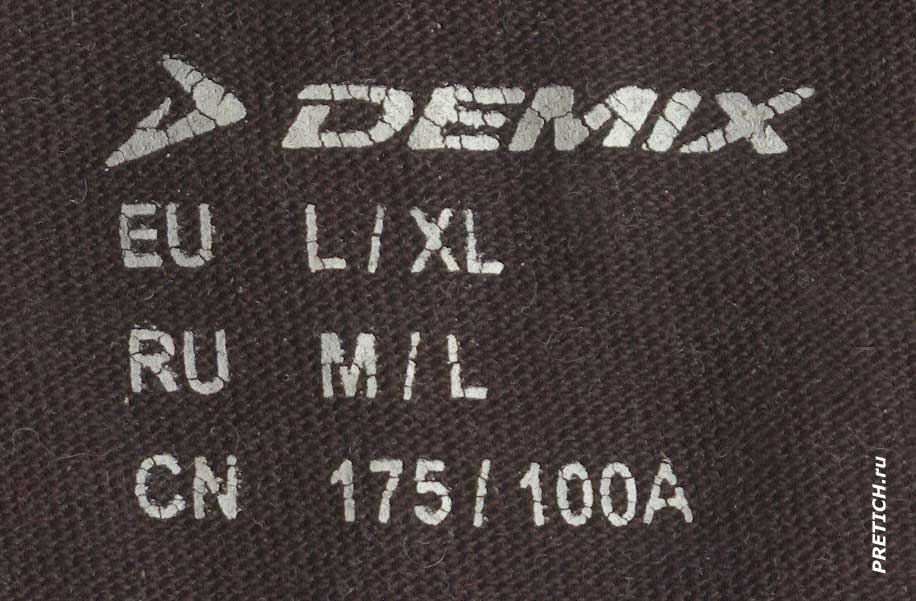 DEMIX
EU L/XL
RU M/L
CN 175/100A
PRETICH.ru